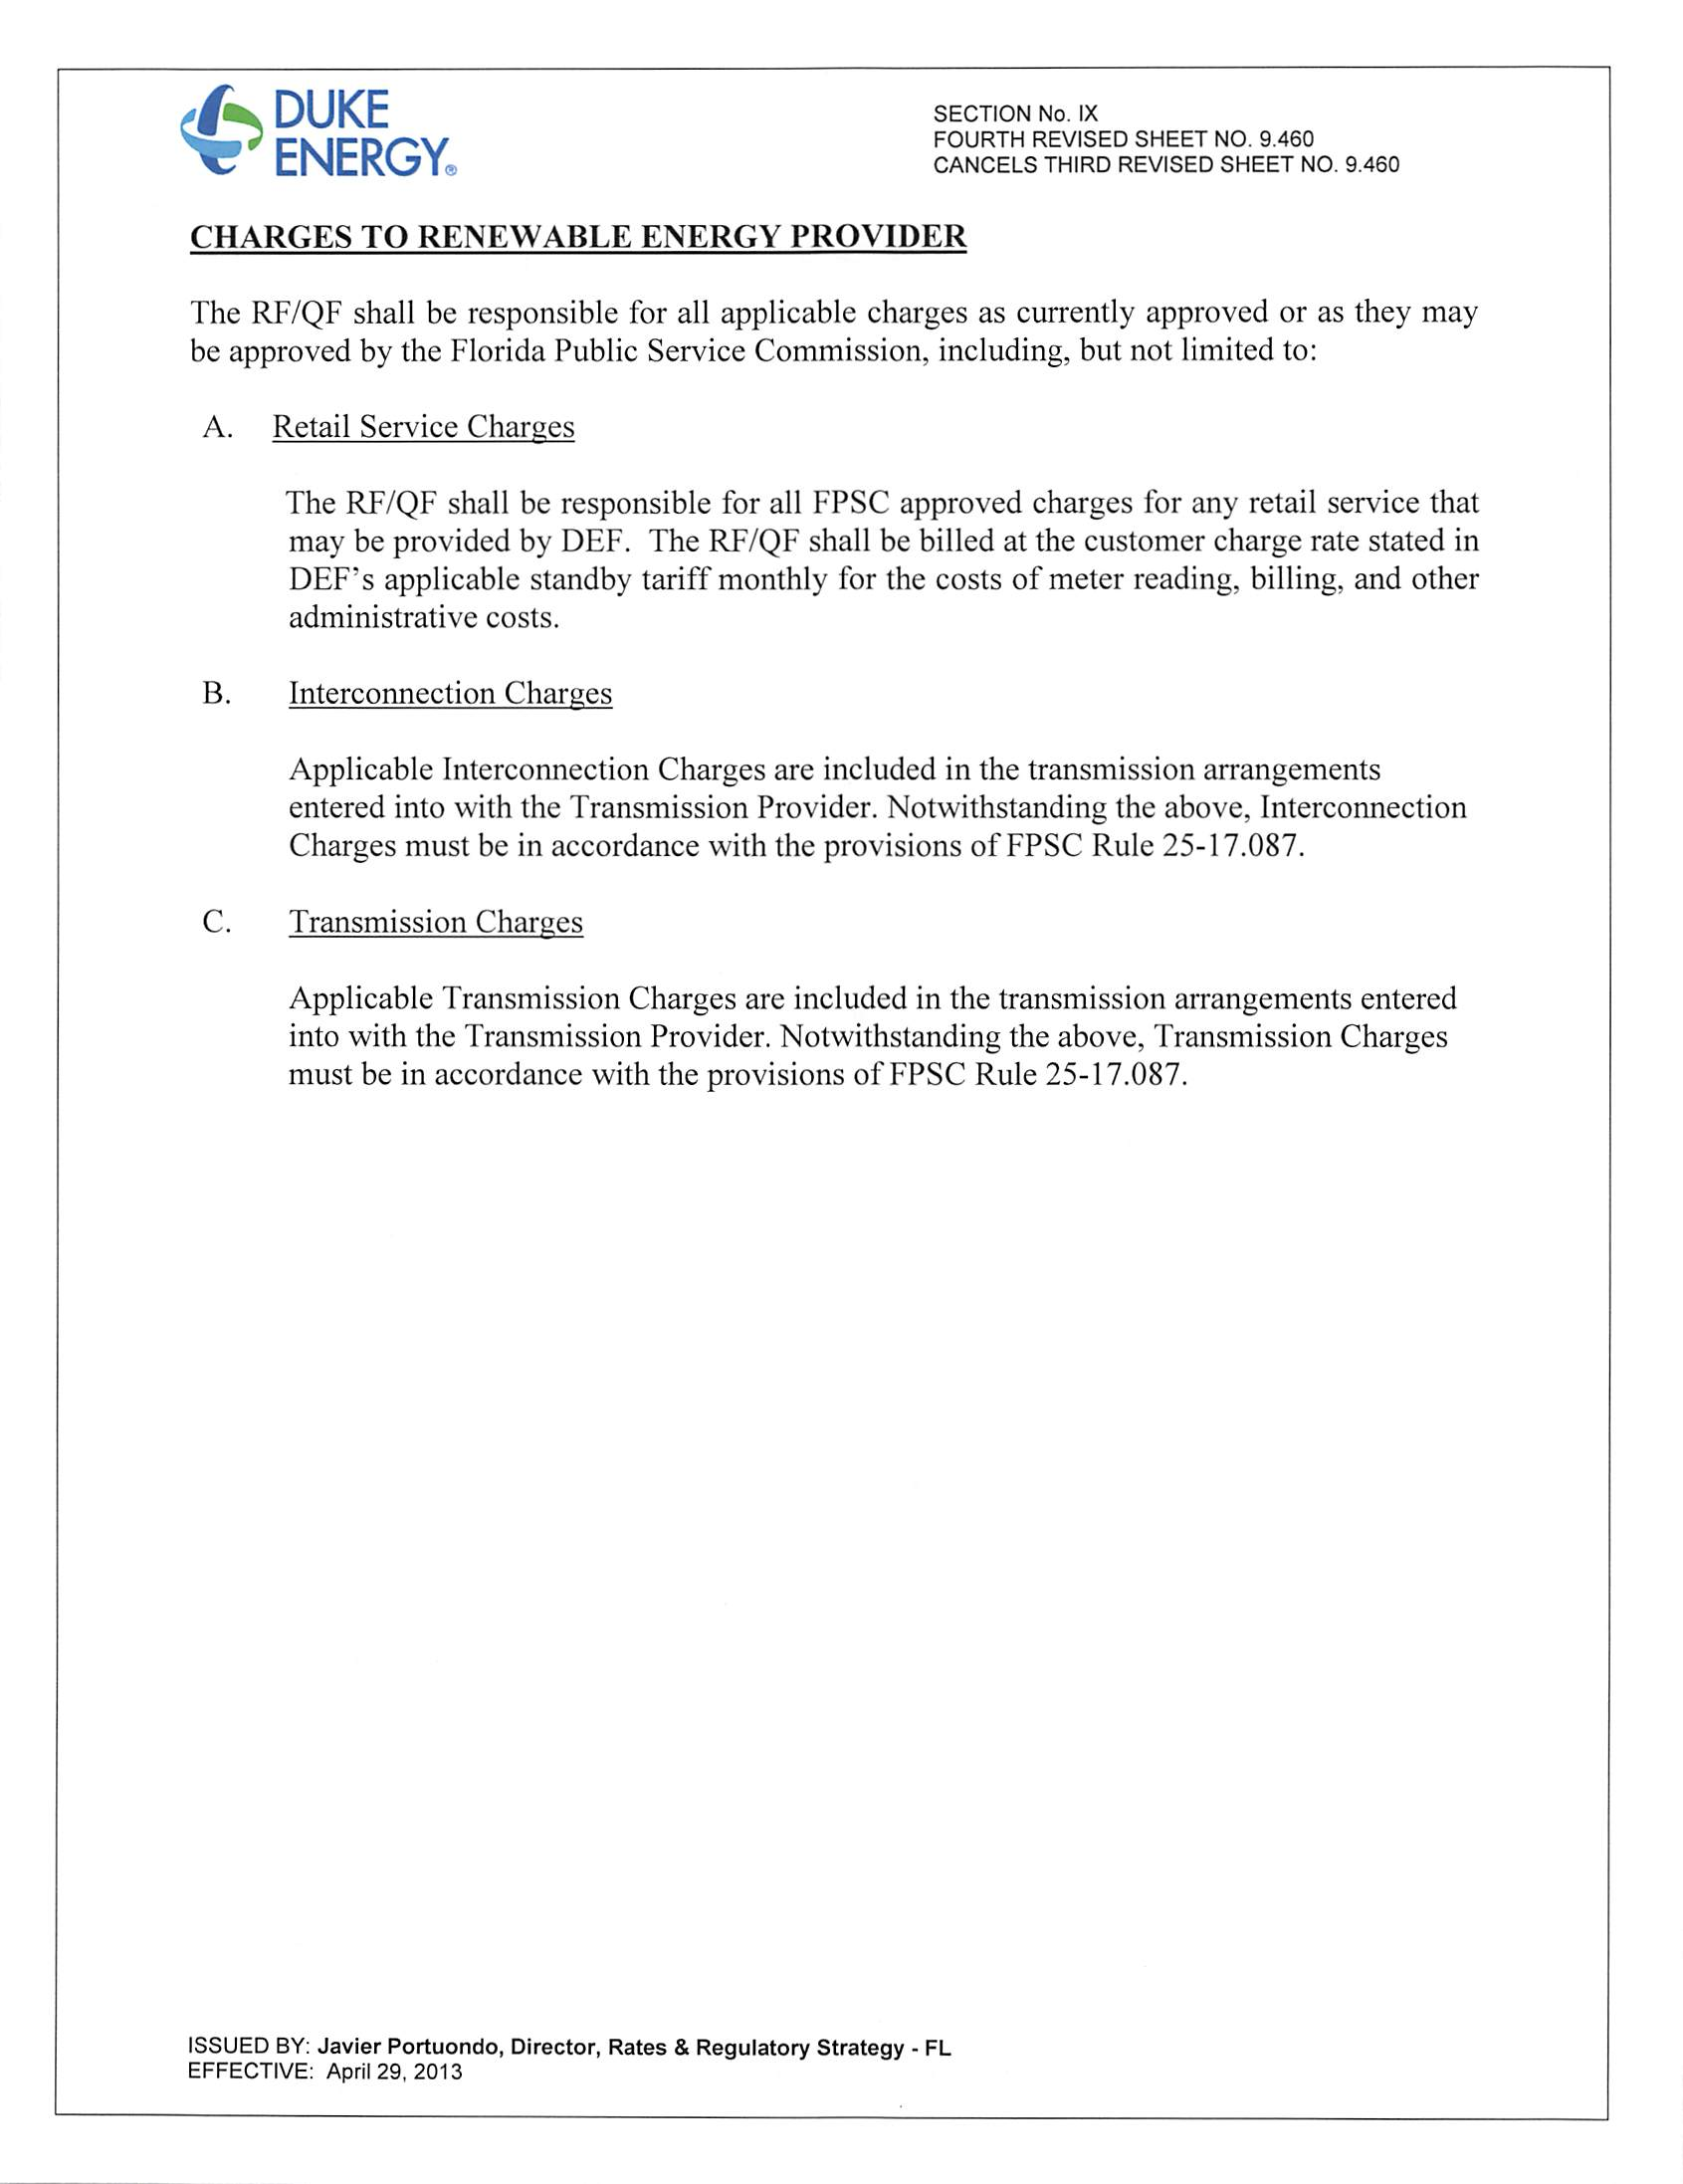 DUKE
ENERGY®
SECTION No. IX
FOURTH REVISED SHEET NO. 9.460
CANCELS THIRD REVISED SHEET NO. 9.460
CHARGES TO RENEWABLE ENERGY PROVIDER
The RF/QF shall be responsible for all applicable charges as currently approved or as they may
be approved by the Florida Public Service Commission, including, but not limited to:
A. Retail Service Charges
The RF/QF shall be responsible for all FPSC approved charges for any retail service that
may be provided by DEF. The RF/QF shall be billed at the customer charge rate stated in
DEF’s applicable standby tariff monthly for the costs of meter reading, billing, and other
administrative costs.
B. Interconnection Charges
Applicable Interconnection Charges are included in the transmission arrangements
entered into with the Transmission Provider. Notwithstanding the above, Interconnection
Charges must be in accordance with the provisions of FPSC Rule 25-17.087.
C. Transmission Charges
Applicable Transmission Charges are included in the transmission arrangements entered
into with the Transmission Provider. Notwithstanding the above, Transmission Charges
must be in accordance with the provisions of FPSC Rule 25-17.087.
ISSUED BY: Javier Portuondo, Director, Rates & Regulatory Strategy - FL
EFFECTIVE: April 29, 2013